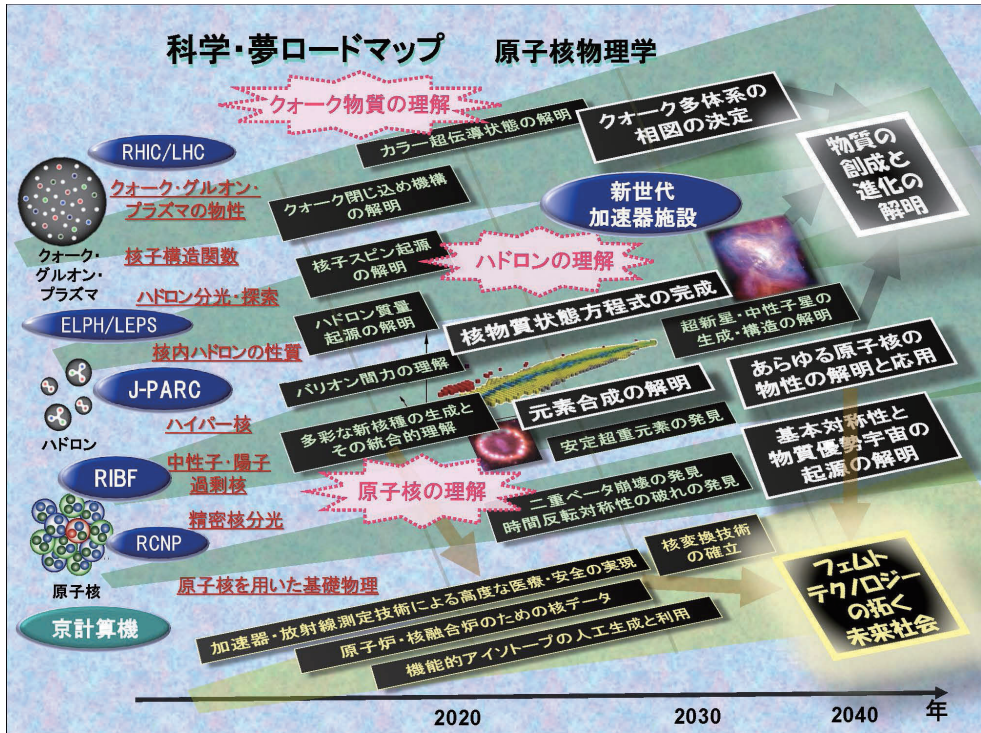 科学・夢ロードマップ 原子核物理学
クォーク物質の理解
カラー超伝導状態の解明
クォーク多体系の
相図の決定
物質の
創成と
進化の
解明
RHIC/LHC
クォーク・グルオン・
プラズマの物性
クォーク閉じ込め機構
の解明
新世代
加速器施設
クォーク・
グルオン・
プラズマ
核子構造関数
核子スピン起源
の解明
ハドロンの理解
ハドロン分光・探索
ELPH/LEPS
ハドロン質量
起源の解明
核物質状態方程式の完成
超新星・中性子星の
生成・構造の解明
核内ハドロンの性質
バリオン間力の理解
あらゆる原子核の
物性の解明と応用
J-PARC
ハドロン
ハイパー核
多彩な新核種の生成と
その統合的理解
元素合成の解明
安定超重元素の発見
基本対称性と
物質優勢宇宙の
起源の解明
RIBF
中性子・陽子
過剰核
原子核の理解
二重ベータ崩壊の発見
時間反転対称性の破れの発見
精密核分光
RCNP
原子核
核変換技術
の確立
原子核を用いた基礎物理
フェムト
テクノロジー
の拓く
未来社会
京計算機
加速器・放射線測定技術による高度な医療・安全の実現
原子炉・核融合炉のための核データ
機能的アイソトープの人工生成と利用
2020
2030
2040
年